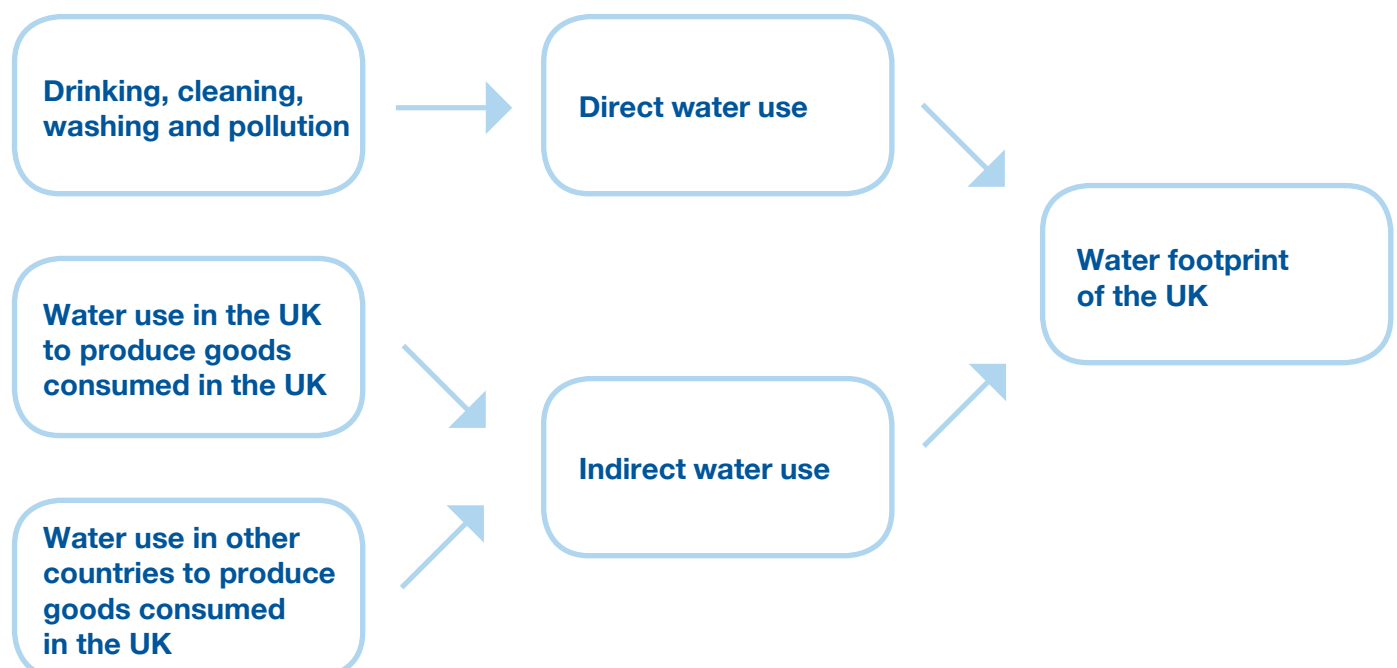 Drinking, cleaning,
washing and pollution
Direct water use
Water footprint
of the UK
Water use in the UK
to produce goods
consumed in the UK
Indirect water use
Water use in other
countries to produce
goods consumed
in the UK